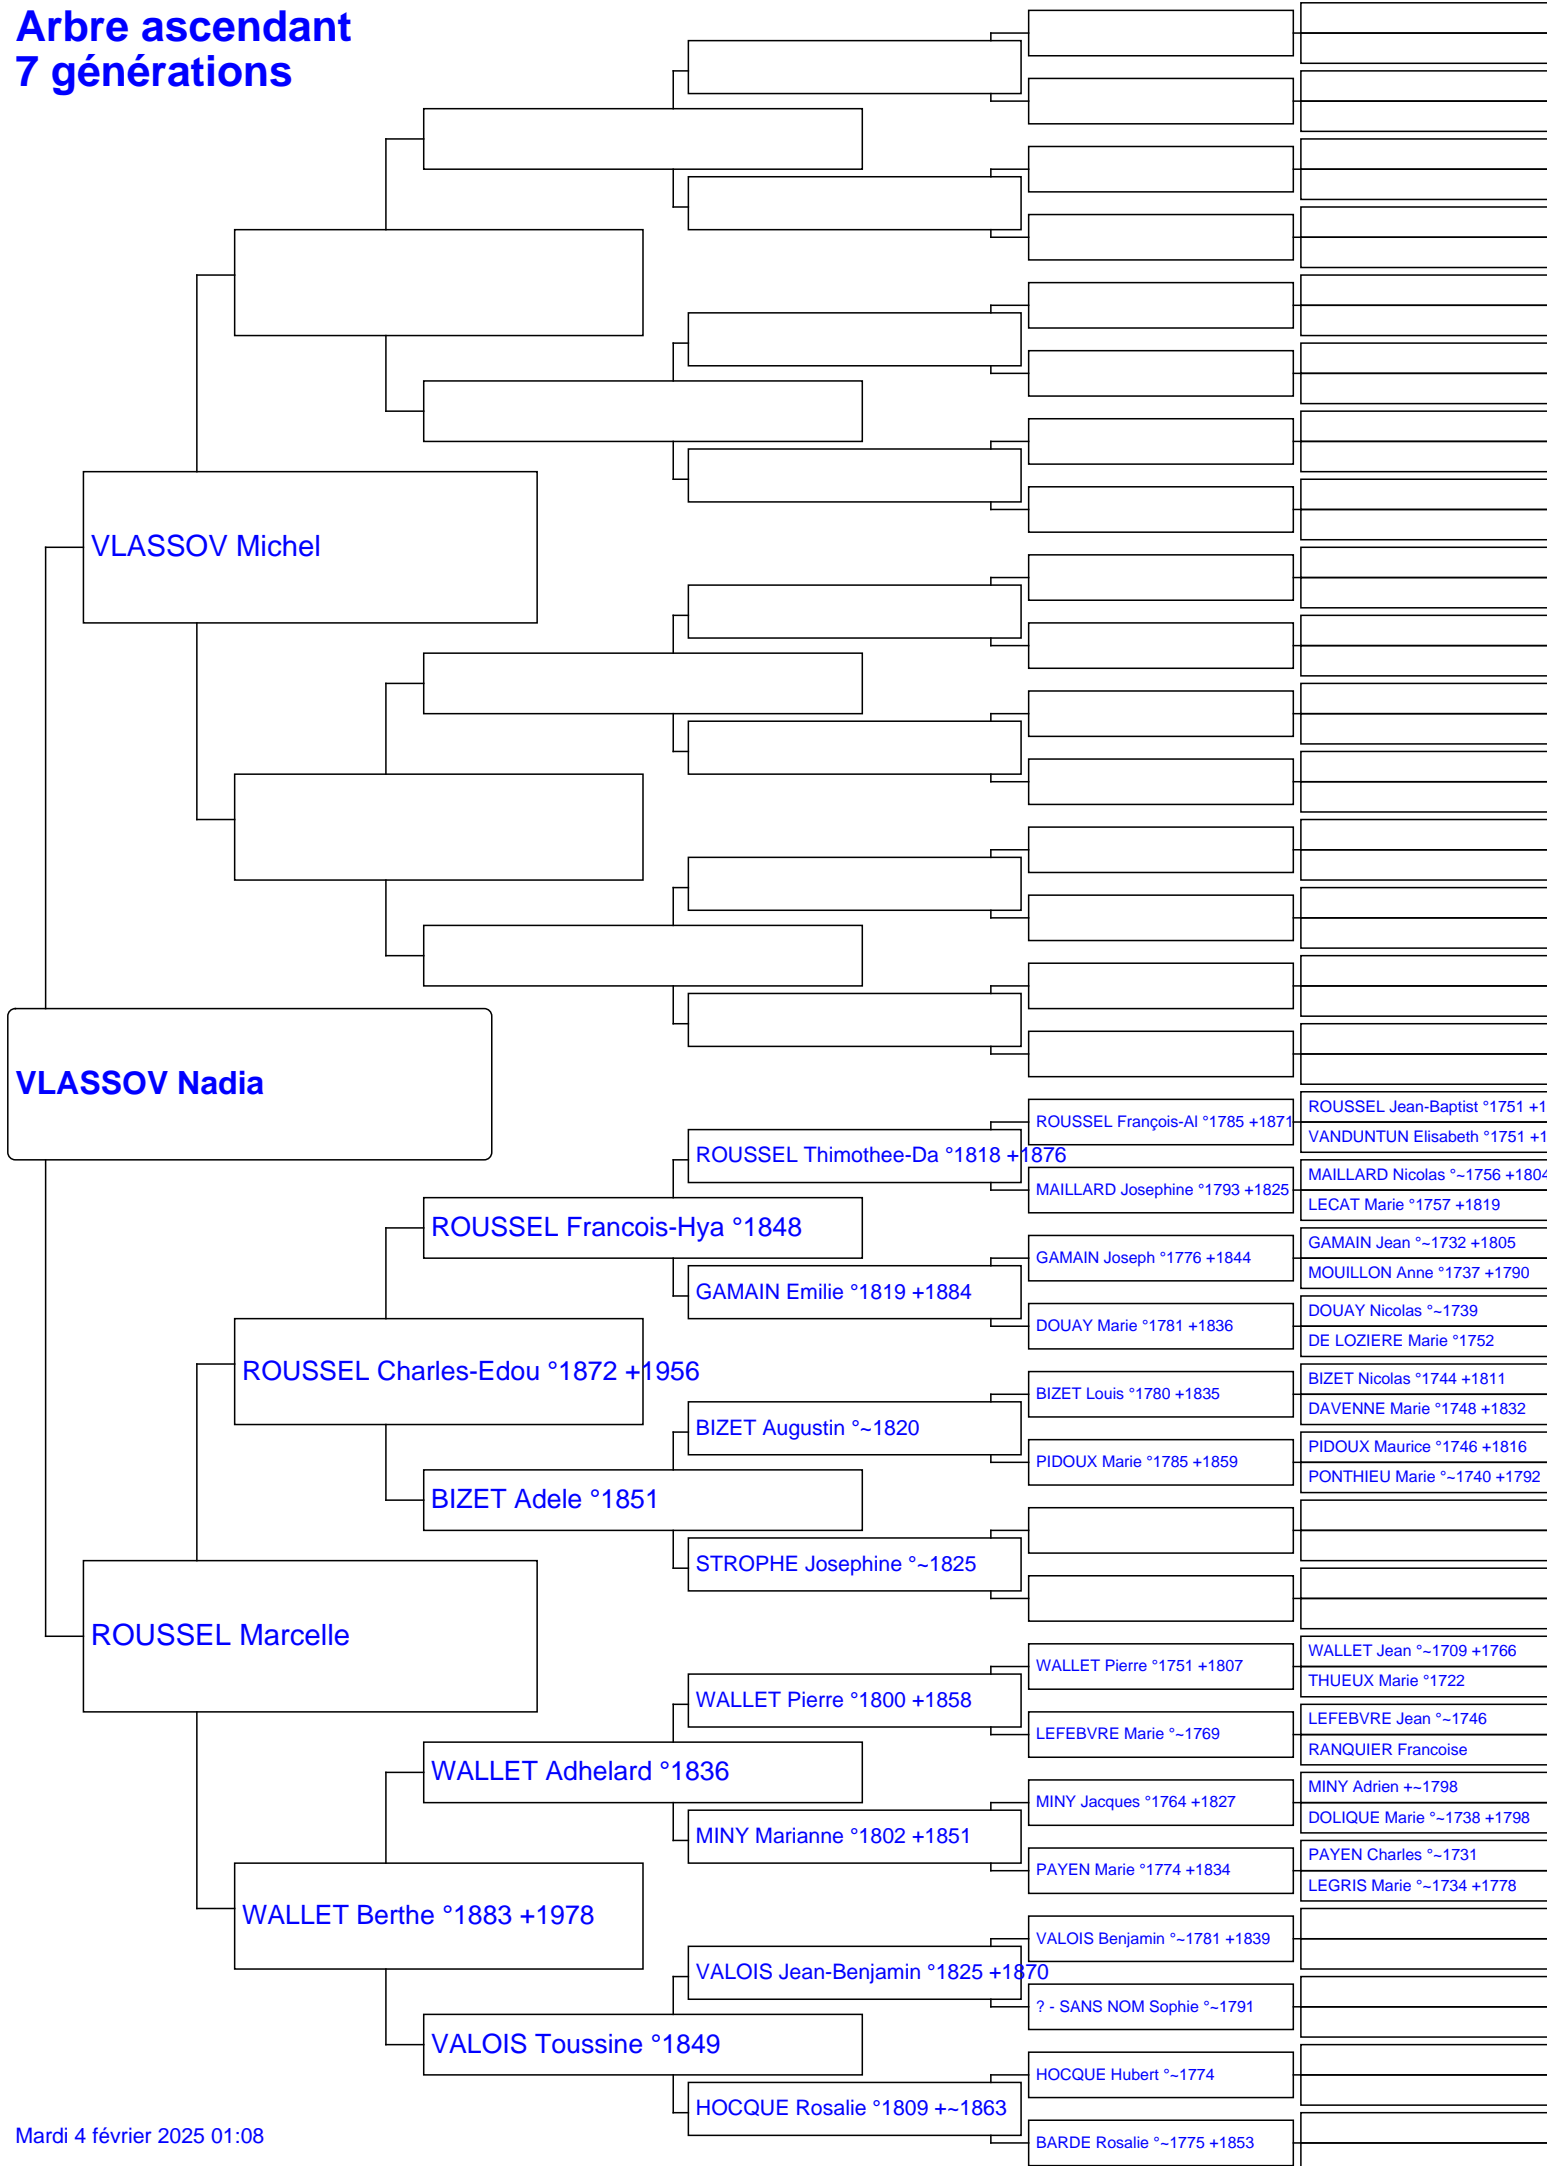 Arbre ascendant
7 générations
VLASSOV Michel
VLASSOV Nadia
ROUSSEL Marcelle
ROUSSEL Charles-Edou °1872 +1956
WALLET Berthe °1883 +1978
ROUSSEL Francois-Hya °1848
BIZET Adele °1851
WALLET Adhelard °1836
VALOIS Toussine °1849
ROUSSEL Thimothee-Da °1818 +1876
GAMAIN Emilie °1819 +1884
BIZET Augustin °~1820
STROPHE Josephine °~1825
WALLET Pierre °1800 +1858
MINY Marianne °1802 +1851
VALOIS Jean-Benjamin °1825 +1870
HOCQUE Rosalie °1809 +~1863
ROUSSEL François-Al °1785 +1871
MAILLARD Josephine °1793 +1825
GAMAIN Joseph °1776 +1844
DOUAY Marie °1781 +1836
BIZET Louis °1780 +1835
PIDOUX Marie °1785 +1859
WALLET Pierre °1751 +1807
LEFEBVRE Marie °~1769
MINY Jacques °1764 +1827
PAYEN Marie °1774 +1834
VALOIS Benjamin °~1781 +1839
? - SANS NOM Sophie °~1791
HOCQUE Hubert °~1774
BARDE Rosalie °~1775 +1853
ROUSSEL Jean-Baptist °1751 +1
VANDUNTUN Elisabeth °1751 +1
MAILLARD Nicolas °~1756 +1804
LECAT Marie °1757 +1819
GAMAIN Jean °~1732 +1805
MOUILLON Anne °1737 +1790
DOUAY Nicolas °~1739
DE LOZIERE Marie °1752
BIZET Nicolas °1744 +1811
DAVENNE Marie °1748 +1832
PIDOUX Maurice °1746 +1816
PONTHIEU Marie °~1740 +1792
WALLET Jean °~1709 +1766
THUEUX Marie °1722
LEFEBVRE Jean °~1746
RANQUIER Francoise
MINY Adrien +~1798
DOLIQUE Marie °~1738 +1798
PAYEN Charles °~1731
LEGRIS Marie °~1734 +1778
Mardi 4 février 2025 01:08